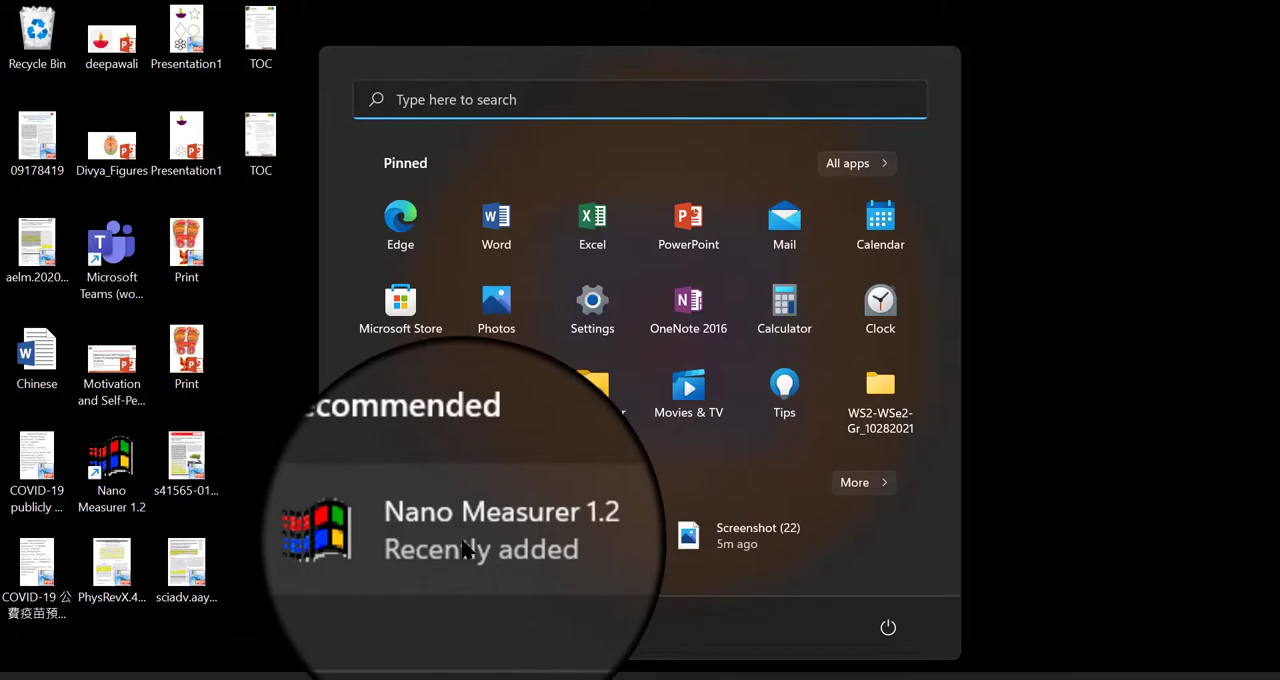 Recycle Bin
deepawali
Presentation1
TOC
09178419
Divya_Figures
Presentation1
TOC
aelm.2020...
Microsoft
Teams (wo...
Print
Chinese
Motivation
and Self-Pe...
Print
COVID-19
publicly ...
Nano
Measurer 1.2
s41565-01...
COVID-19 公
費疫苗預...
PhysRevX.4...
sciadv.aay...
Type here to search
Pinned
All apps
Edge
Word
Excel
PowerPoint
Mail
Calendar
Microsoft Store
Photos
Settings
OneNote 2016
Calculator
Clock
Movies & TV
Tips
WS2-WSe2-
Gr_10282021
ecommended
More
Nano Measurer 1.2
Recently added
Screenshot (22)
5m ago